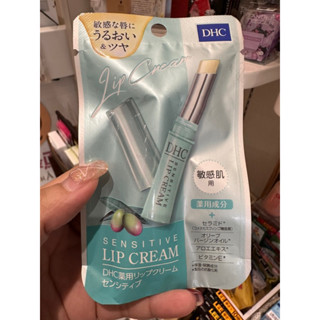 敏感な唇に
うるおい
&ツヤ
DHC
Lip Cream
DHC
SENSITIVE
LIP CREAM
敏感肌
用
薬用成分
+
セラミド*
オリーブ
バージンオイル*
アロエエキス*
ビタミンE*
SENSITIVE
LIP CREAM
DHC薬用リップクリーム
センシティブ